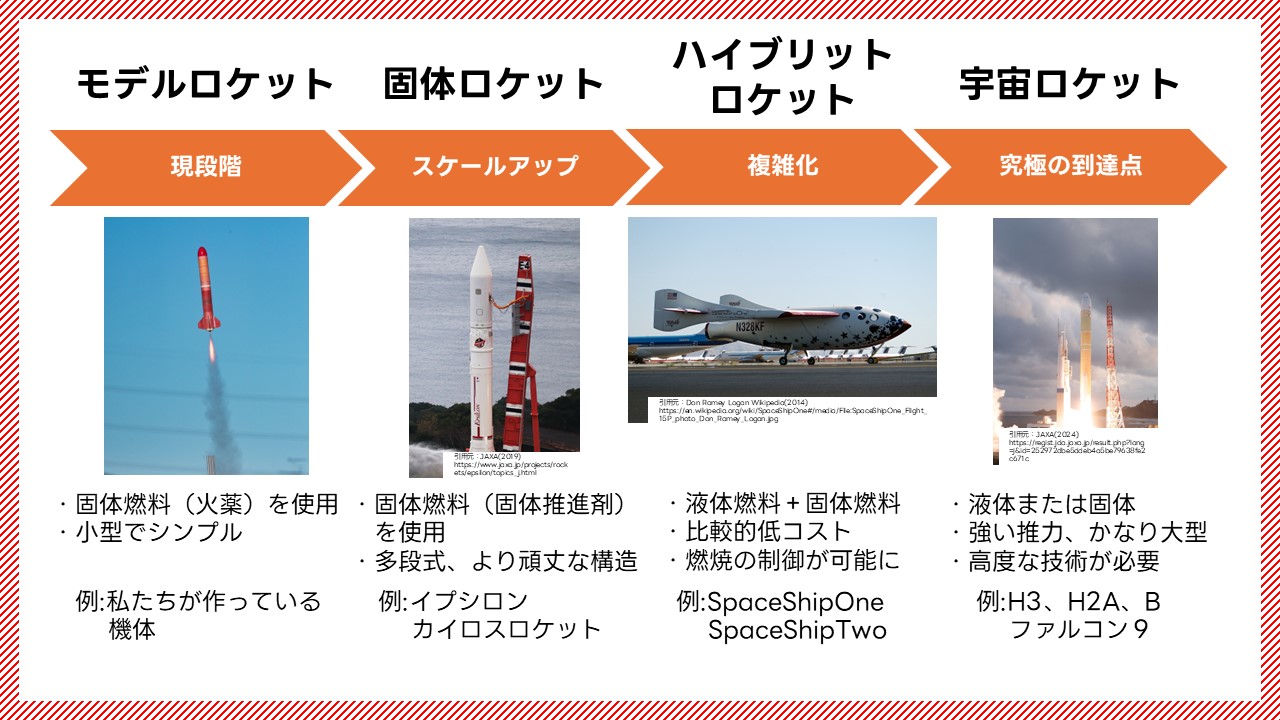 モデルロケット
固体ロケット
ハイブリット
ロケット
宇宙ロケット
現段階
スケールアップ
複雑化
究極の到達点
N328KF
引用元：JAXA(2019)
https://www.jaxa.jp/projects/rock
ets/epsilon/topics_j.html
引用元：Don Ramey Logan Wikipedia(2014)
https://en.wikipedia.org/wiki/SpaceShipOne#/media/File:SpaceShipOne_Flight_
15P_photo_Don_Ramey_Logan.jpg
引用元：JAXA(2024)
https://regist.jda.jaxa.jp/result.php?lang
=j&id=252972dbe5ddeb4a5be79638fe2
c671c
・固体燃料（火薬）を使用
・小型でシンプル
例:私たちが作っている
機体
・固体燃料（固体推進剤）
を使用
・多段式、より頑丈な構造
例:イプシロン
カイロスロケット
・液体燃料＋固体燃料
・比較的低コスト
・燃焼の制御が可能に
例:SpaceShipOne
SpaceShipTwo
・液体または固体
・強い推力、かなり大型
・高度な技術が必要
例:H3、H2A、B
ファルコン９